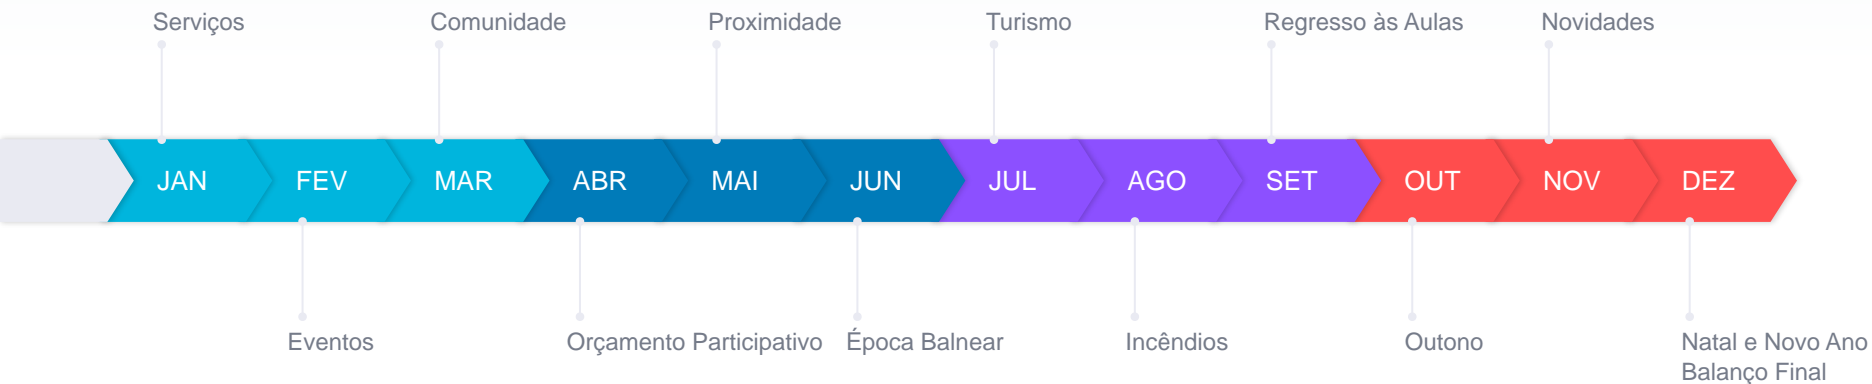 Serviços
Comunidade
Proximidade
Turismo
Regresso às Aulas
Novidades
JAN
FEV
MAR
ABR
MAI
JUN
JUL
AGO
SET
OUT
NOV
DEZ
Eventos
Orçamento Participativo
Época Balnear
Incêndios
Outono
Natal e Novo Ano
Balanço Final